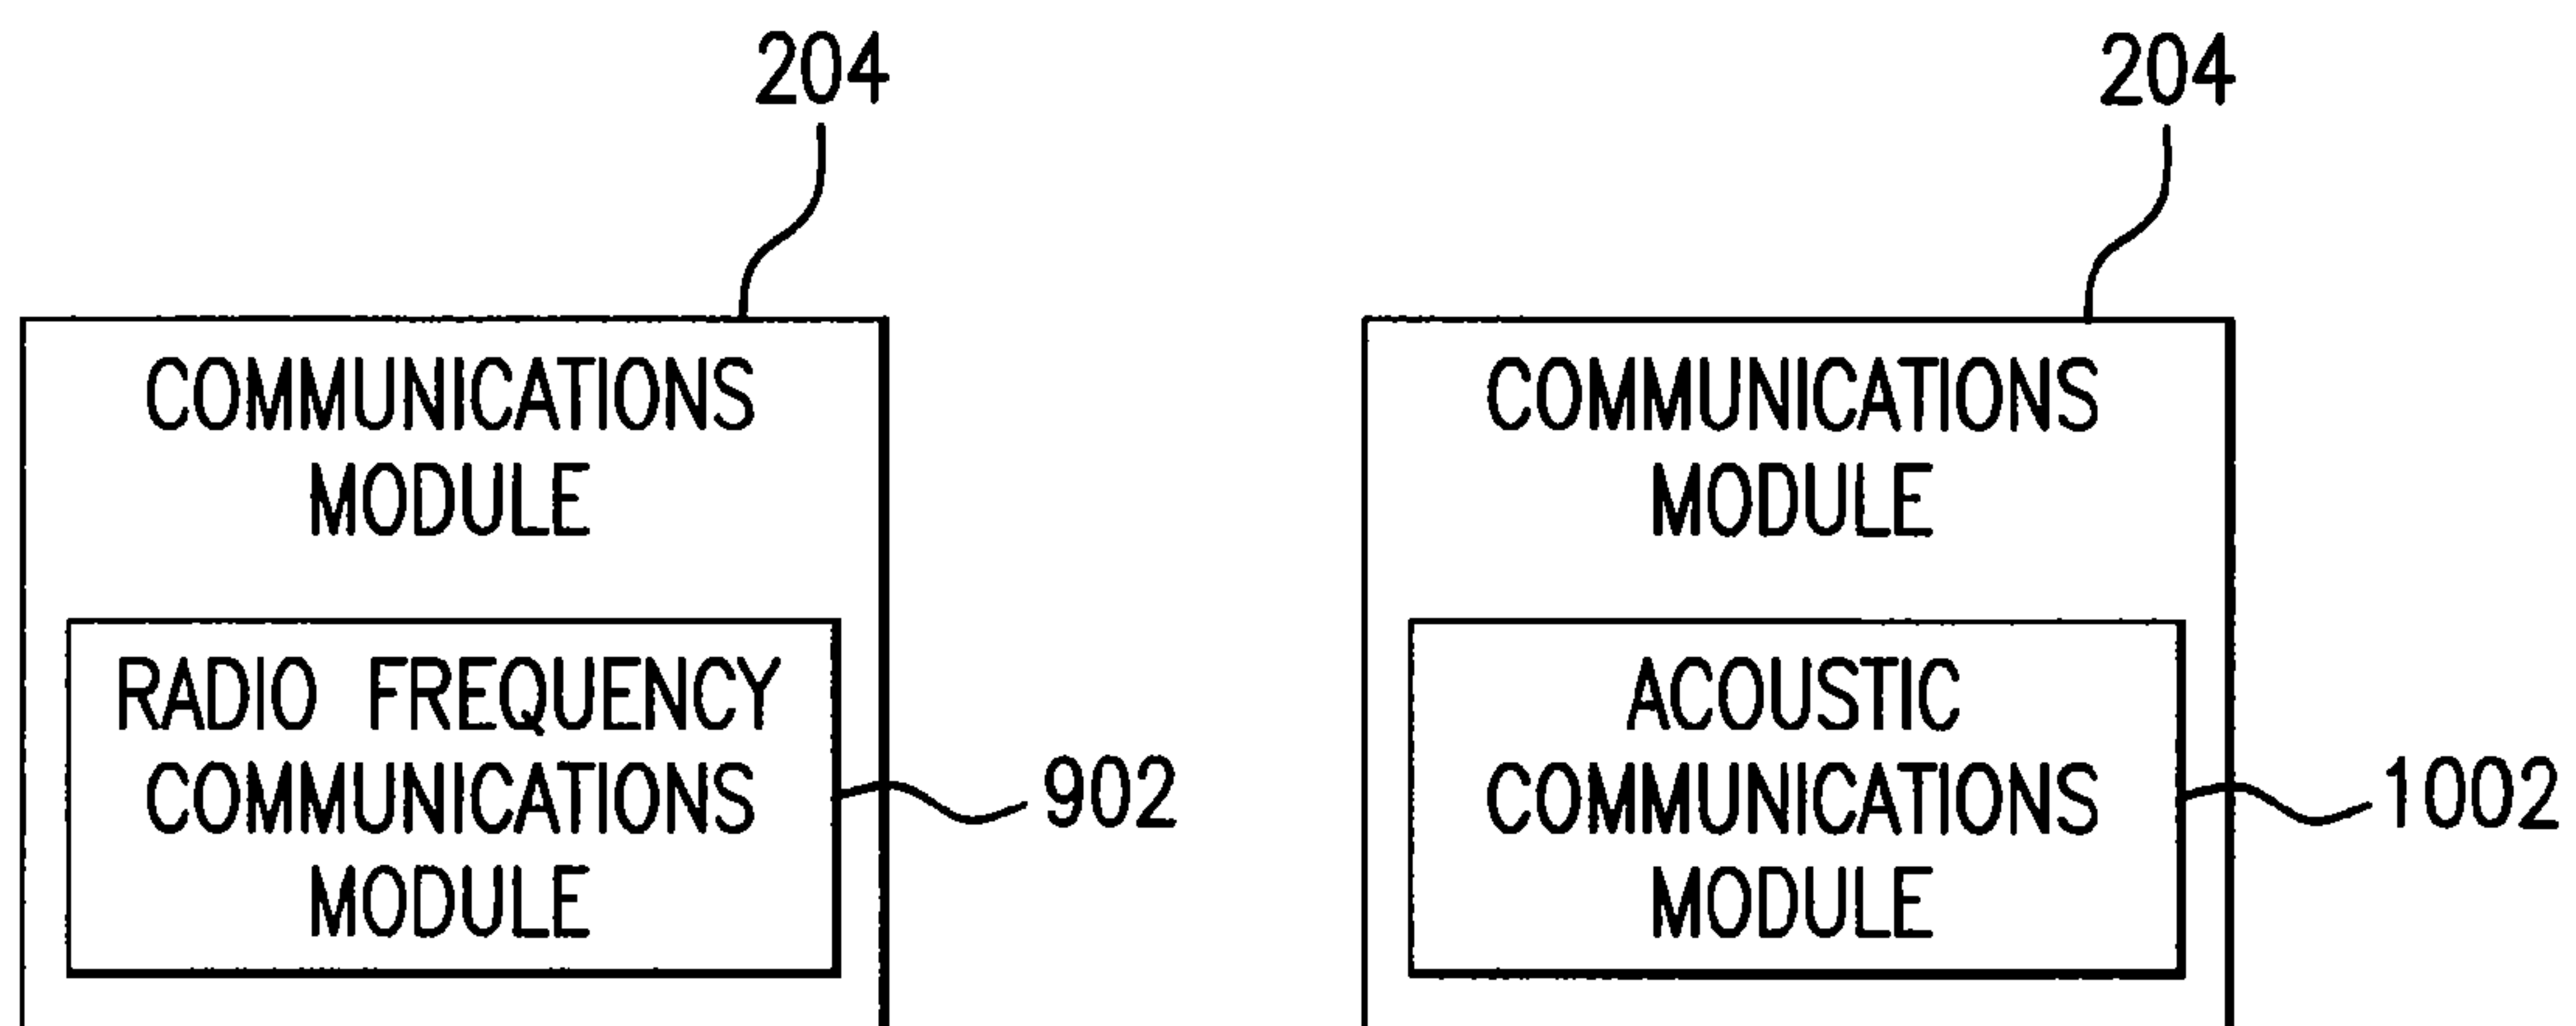 204
COMMUNICATIONS
MODULE
RADIO FREQUENCY
COMMUNICATIONS
MODULE
902
204
COMMUNICATIONS
MODULE
ACOUSTIC
COMMUNICATIONS
MODULE
1002